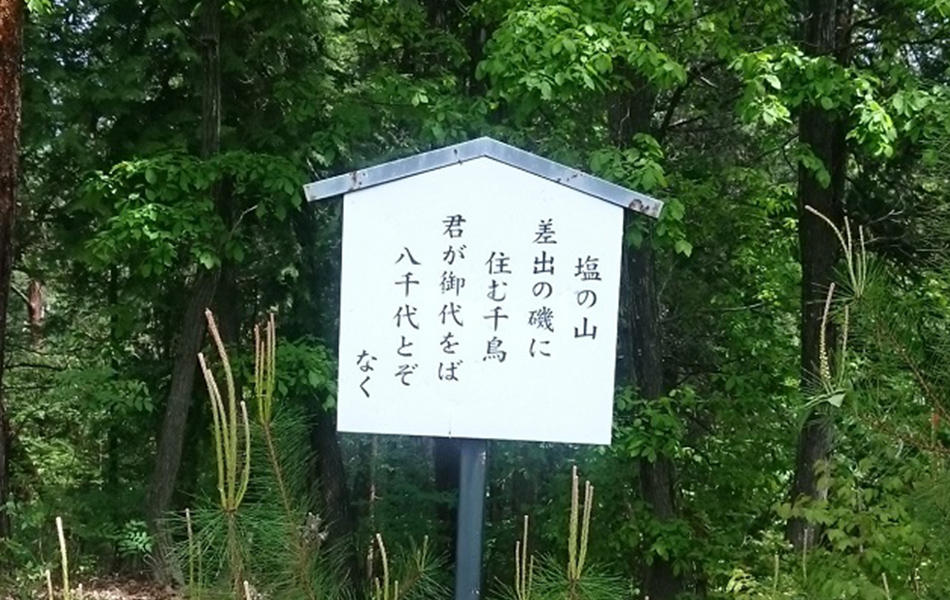 塩の山
差出の磯に
住む千鳥
君が御代をば
八千代とぞ
なく